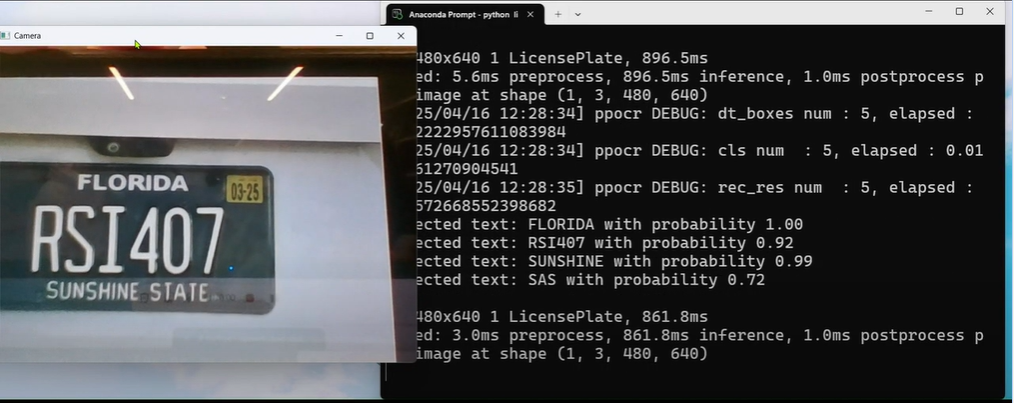 Camera
FLORIDA
03-25
RSI407
SUNSHINE STATE
Anaconda Prompt - python li
480x640 1 LicensePlate, 896.5ms
ed: 5.6ms preprocess, 896.5ms inference, 1.0ms postprocess p
image at shape (1, 3, 480, 640)
25/04/16 12:28:34] ppocr DEBUG: dt_boxes num : 5, elapsed :
2222957611083984
25/04/16 12:28:34] ppocr DEBUG: cls num  : 5, elapsed : 0.01
61270904541
25/04/16 12:28:35] ppocr DEBUG: rec_res num  : 5, elapsed :
572668552398682
ected text: FLORIDA with probability 1.00
ected text: RSI407 with probability 0.92
ected text: SUNSHINE with probability 0.99
ected text: SAS with probability 0.72
480x640 1 LicensePlate, 861.8ms
ed: 3.0ms preprocess, 861.8ms inference, 1.0ms postprocess p
image at shape (1, 3, 480, 640)